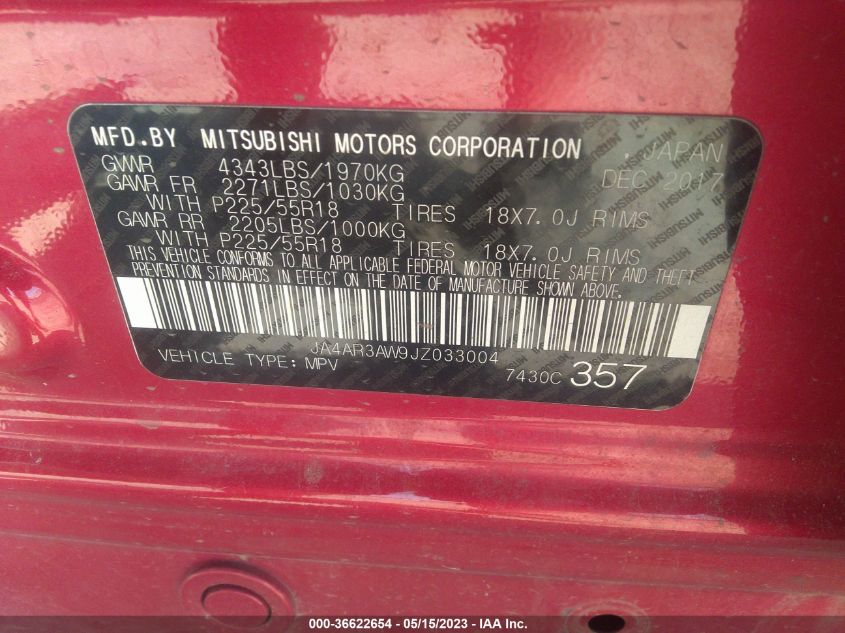 MFD.BY MITSUBISHI MOTORS CORPORATION , JAPAN
GVWR 4343LBS/1970KG DEC 2017
GAWR FR 2271LBS/1030KG
WITH P225/55R18 TIRES 18X7.0J RIMS
GAWR RR 2205LBS/1000KG
WITH P225/55R18 TIRES 18X7.0J RIMS
THIS VEHICLE CONFORMS TO ALL APPLICABLE FEDERAL MOTOR VEHICLE SAFETY AND THEFT
PREVENTION STANDARDS IN EFFECT ON THE DATE OF MANUFACTURE SHOWN ABOVE.
JA4AR3AW9JZ033004
VEHICLE TYPE: MPV 7430C 357
000-36622654 - 05/15/2023 - IAA Inc.